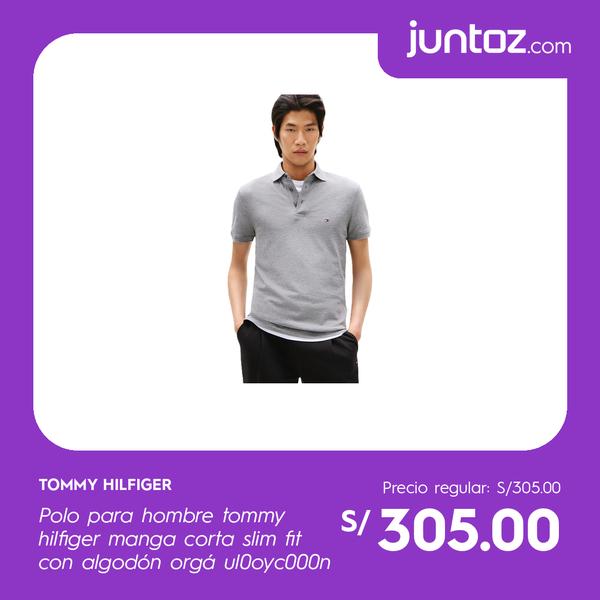 juntoz.com
TOMMY HILFIGER
Polo para hombre tommy
hilfiger manga corta slim fit
con algodón orgá ul0oyc000n
Precio regular: S/305.00
S/ 305.00